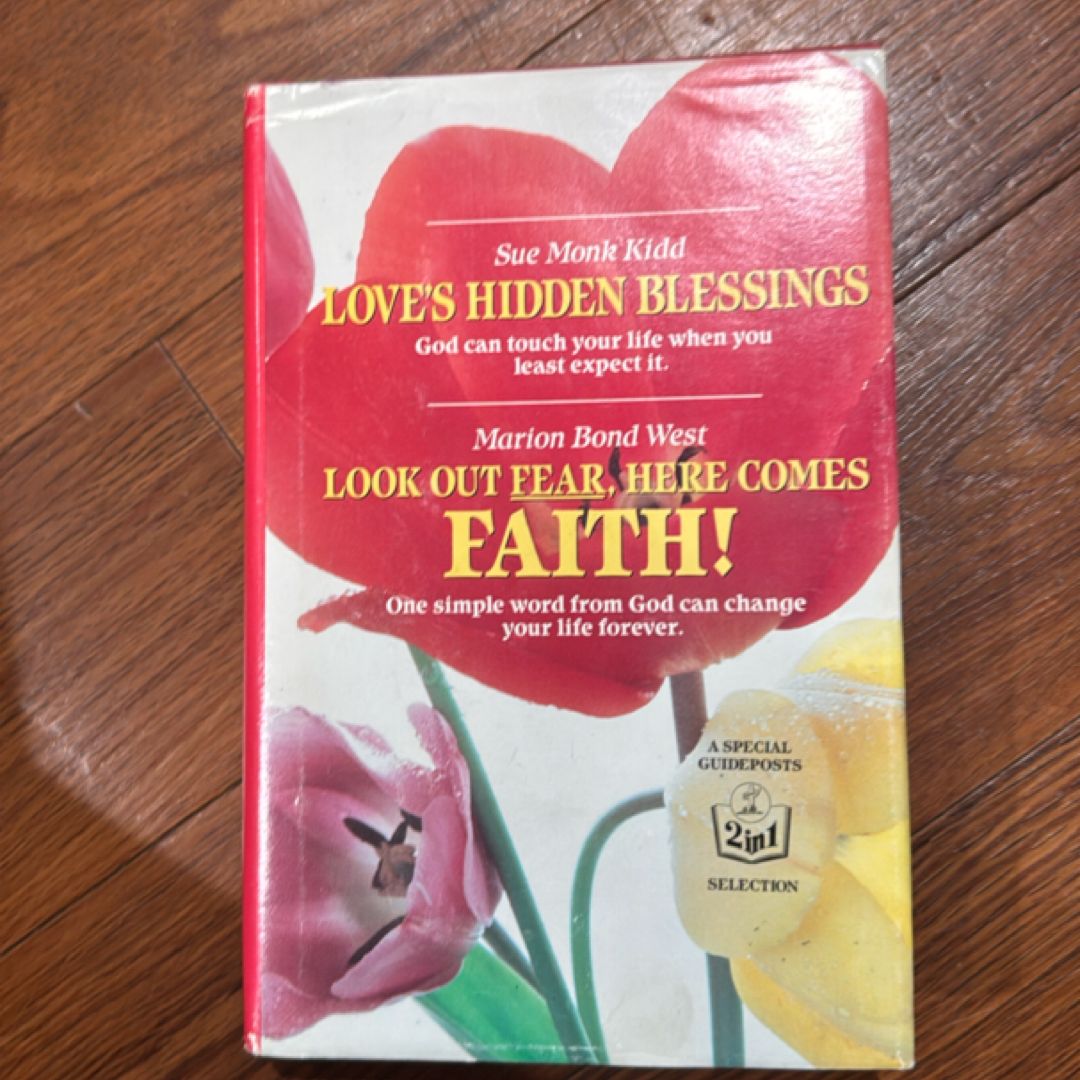 Sue Monk Kidd
LOVE'S HIDDEN BLESSINGS
God can touch your life when you
least expect it.
Marion Bond West
LOOK OUT FEAR, HERE COMES
FAITH!
One simple word from God can change
your life forever.
A SPECIAL
GUIDEPOSTS
2in1
SELECTION